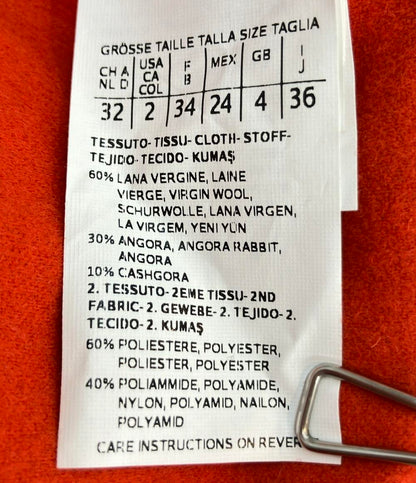 GRÖSSE TAILLE TALLA SIZE TAGLIA
CH A NL D USA CA COL F B MEX GB I J
32 2 34 24 4 36
TESSUTO-TISSU-CLOTH-STOFF-
TEJIDO-TECIDO-KUMAŞ
60% LANA VERGINE, LAINE
VIERGE, VIRGIN WOOL,
SCHURWOLLE, LANA VIRGEN,
LA VIRGEM, YENI YÜN
30% ANGORA, ANGORA RABBIT,
ANGORA
10% CASHGORA
2. TESSUTO-2EME TISSU-2ND
FABRIC-2. GEWEBE-2. TEJIDO-2.
TECIDO-2. KUMAŞ
60% POLIESTERE, POLYESTER,
POLIESTER, POLYESTER
40% POLIAMMIDE, POLYAMIDE,
NYLON, POLYAMID, NAILON,
POLYAMID
CARE INSTRUCTIONS ON REVER